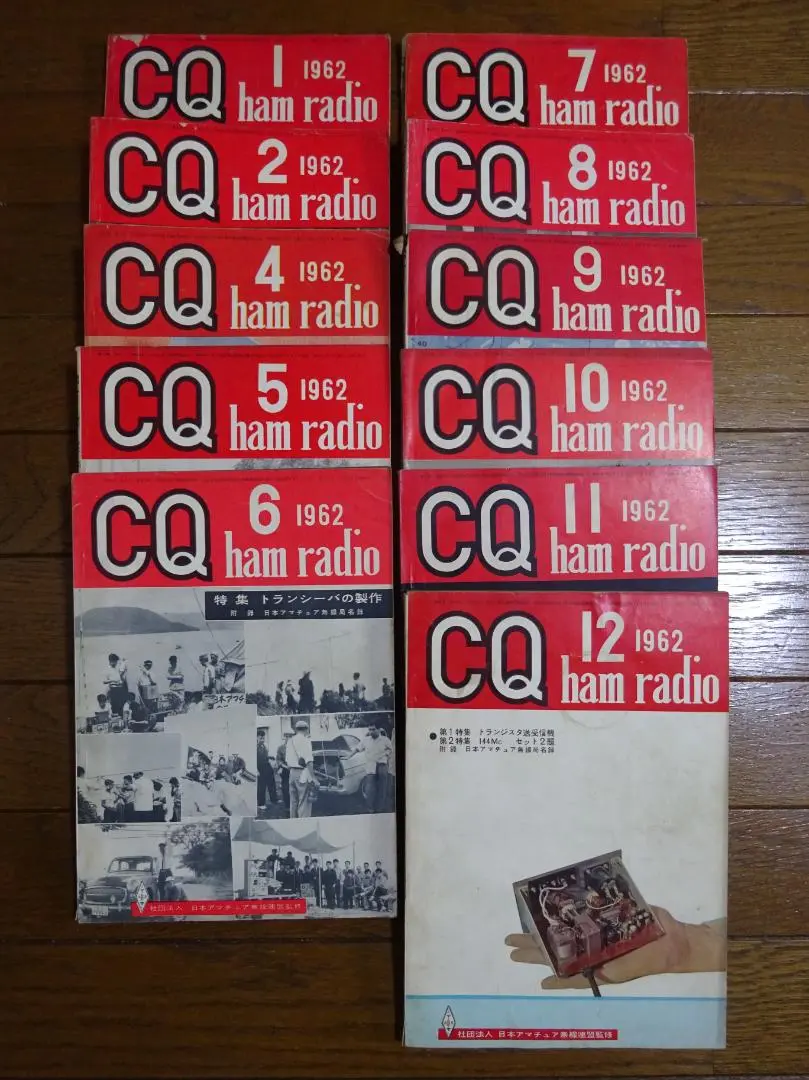 CQ 1 1962
ham radio
CQ 2 1962
ham radio
CQ 4 1962
ham radio
CQ 5 1962
ham radio
CQ 6 1962
ham radio
特集 トランシーバの製作
附録 日本アマチュア無線局名録
日本アマチ
社団法人 日本アマチュア無線連盟監修
CQ 7 1962
ham radio
CQ 8 1962
ham radio
CQ 9 1962
ham radio
40
CQ 10 1962
ham radio
CQ 11 1962
ham radio
CQ 12 1962
ham radio
● 第1特集 トランジスタ送受信機
第2特集 144Mc セット2題
附録 日本アマチュア無線局名録
社団法人 日本アマチュア無線連盟監修